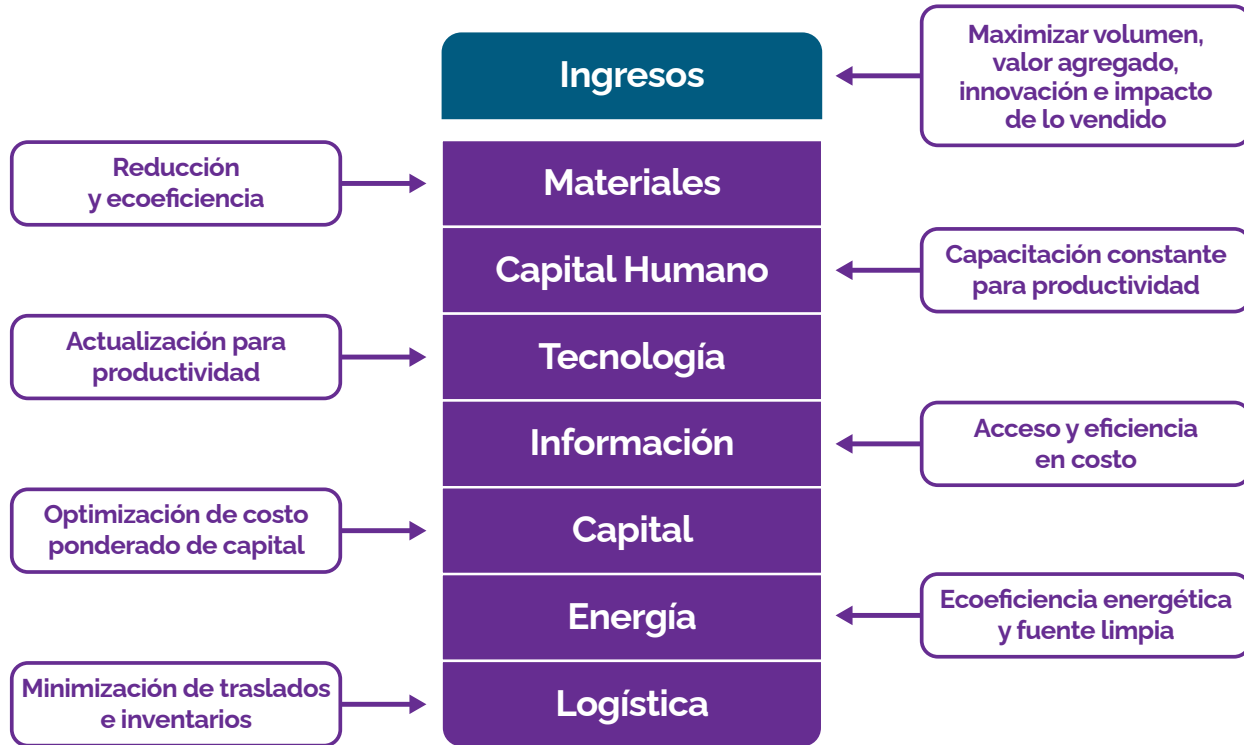 Ingresos
Maximizar volumen,
valor agregado,
innovación e impacto
de lo vendido
Reducción
y ecoeficiencia
Materiales
Capital Humano
Capacitación constante
para productividad
Actualización para
productividad
Tecnología
Información
Acceso y eficiencia
en costo
Optimización de costo
ponderado de capital
Capital
Energía
Ecoeficiencia energética
y fuente limpia
Minimización de traslados
e inventarios
Logística